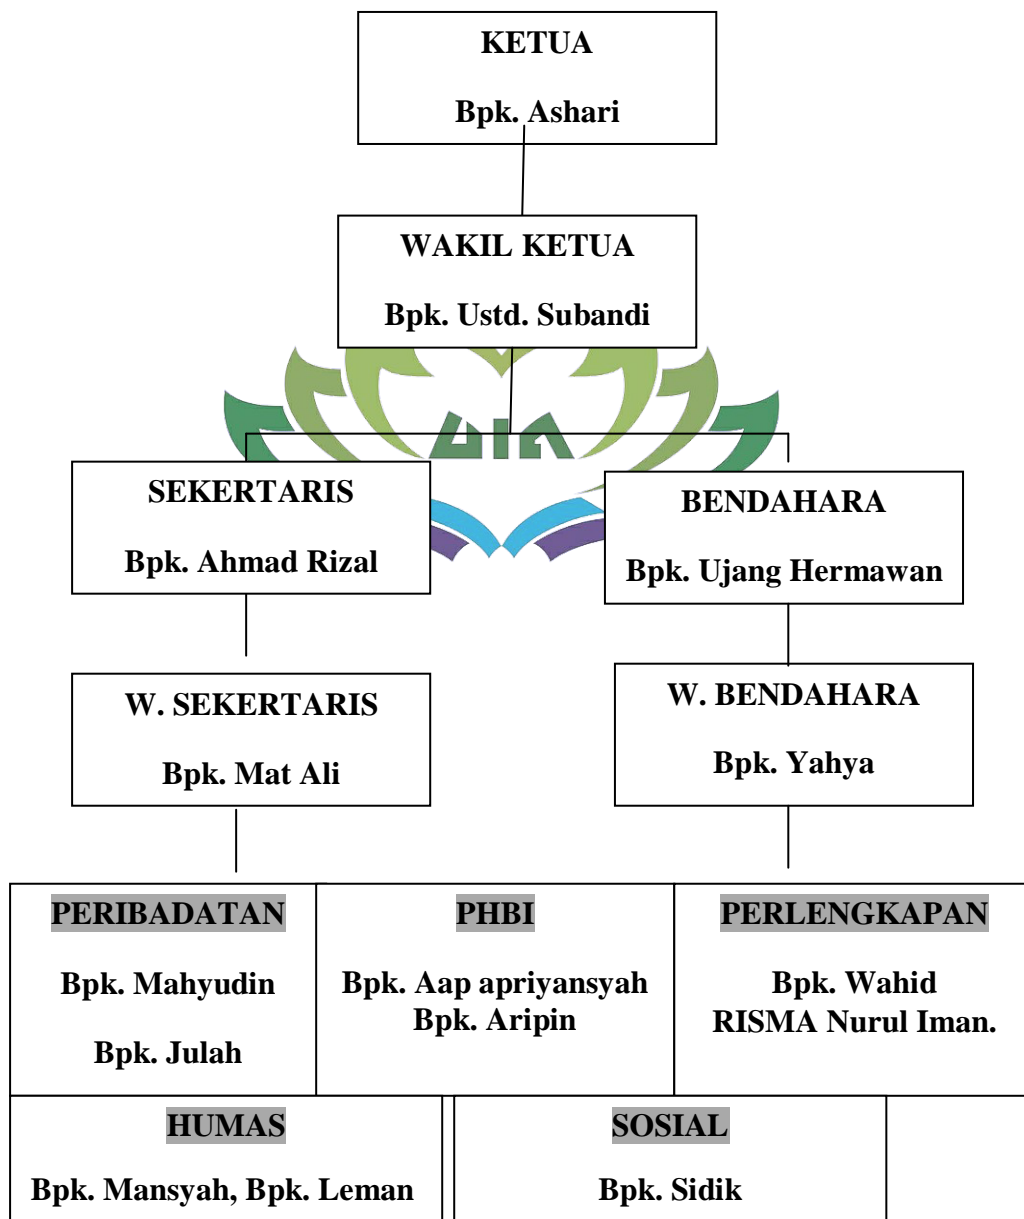 KETUA
Bpk. Ashari
WAKIL KETUA
Bpk. Ustd. Subandi
UIN
SEKERTARIS
Bpk. Ahmad Rizal
BENDAHARA
Bpk. Ujang Hermawan
W. SEKERTARIS
Bpk. Mat Ali
W. BENDAHARA
Bpk. Yahya
PERIBADATAN
Bpk. Mahyudin
Bpk. Julah
PHBI
Bpk. Aap apriyansyah
Bpk. Aripin
PERLENGKAPAN
Bpk. Wahid
RISMA Nurul Iman.
HUMAS
Bpk. Mansyah, Bpk. Leman
SOSIAL
Bpk. Sidik